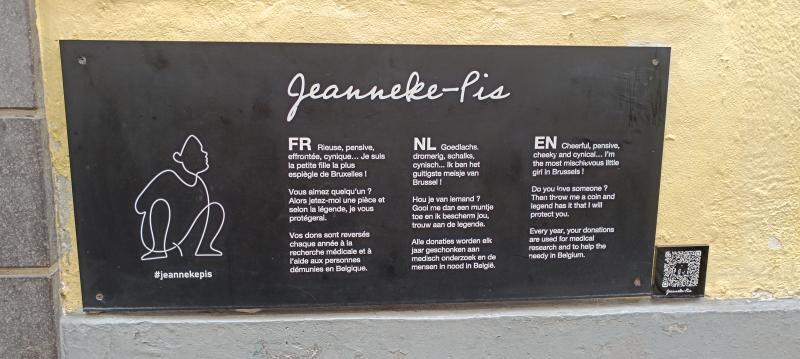 Jeanneke-Pis
FR Rieuse, pensive,
effrontée, cynique... Je suis
la petite fille la plus
espiègle de Bruxelles !
Vous aimez quelqu'un ?
Alors jetez-moi une pièce et
selon la légende, je vous
protégerai.
Vos dons sont reversés
chaque année à la
recherche médicale et à
l'aide aux personnes
démunies en Belgique.
NL Goedlachs,
dromerig, schalks,
cynisch... Ik ben het
guitigste meisje van
Brussel !
Hou je van iemand ?
Gooi me dan een muntje
toe en ik bescherm jou,
trouw aan de legende.
Alle donaties worden elk
jaar geschonken aan
medisch onderzoek en de
mensen in nood in België.
EN Cheerful, pensive,
cheeky and cynical... I'm
the most mischievous little
girl in Brussels !
Do you love someone ?
Then throw me a coin and
legend has it that I will
protect you.
Every year, your donations
are used for medical
research and to help the
needy in Belgium.
#jeannekepis
Jeanneke-Pis